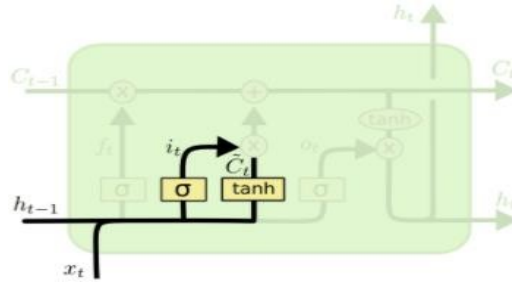 h_t
C_{t-1} × + C_t
tanh
f_t i_t C̃_t o_t × ×
σ σ tanh σ
h_{t-1} h_t
x_t